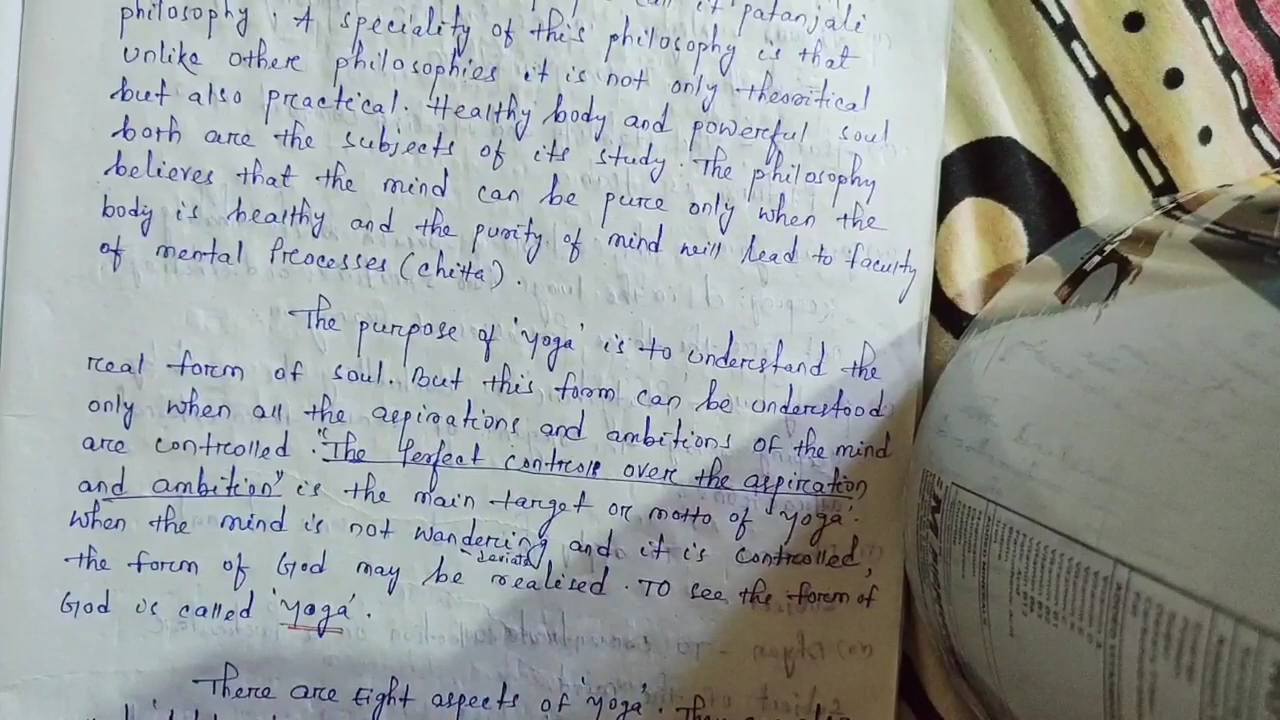 it patanjali
philosophy. A speciality of this philosophy is that
unlike other philosophies it is not only theoritical
but also practical. Healthy body and powerful soul
both are the subjects of its study. The philosophy
believes that the mind can be pure only when the
body is healthy and the purity of mind will lead to faculty
of mental Processes (chitta).
The purpose of 'yoga' is to understand the
real form of soul. But this form can be understood
only when all the aspirations and ambitions of the mind
are controlled. "The Perfect controls over the aspiration
and ambition" is the main target or motto of 'yoga'.
when the mind is not wandering and it is controlled,
deviate
the form of God may be realised. TO see the form of
God is called 'yoga'.
There are Eight aspects of 'yoga'.